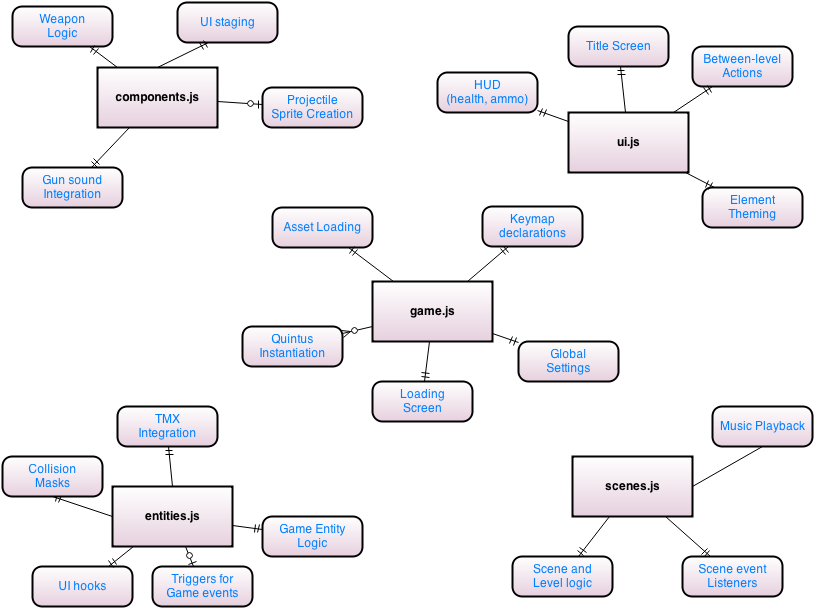 Weapon
Logic
UI staging
components.js
Projectile
Sprite Creation
Gun sound
Integration
Title Screen
Between-level
Actions
HUD
(health, ammo)
ui.js
Element
Theming
Asset Loading
Keymap
declarations
game.js
Quintus
Instantiation
Global
Settings
Loading
Screen
TMX
Integration
Collision
Masks
entities.js
Game Entity
Logic
UI hooks
Triggers for
Game events
Music Playback
scenes.js
Scene and
Level logic
Scene event
Listeners